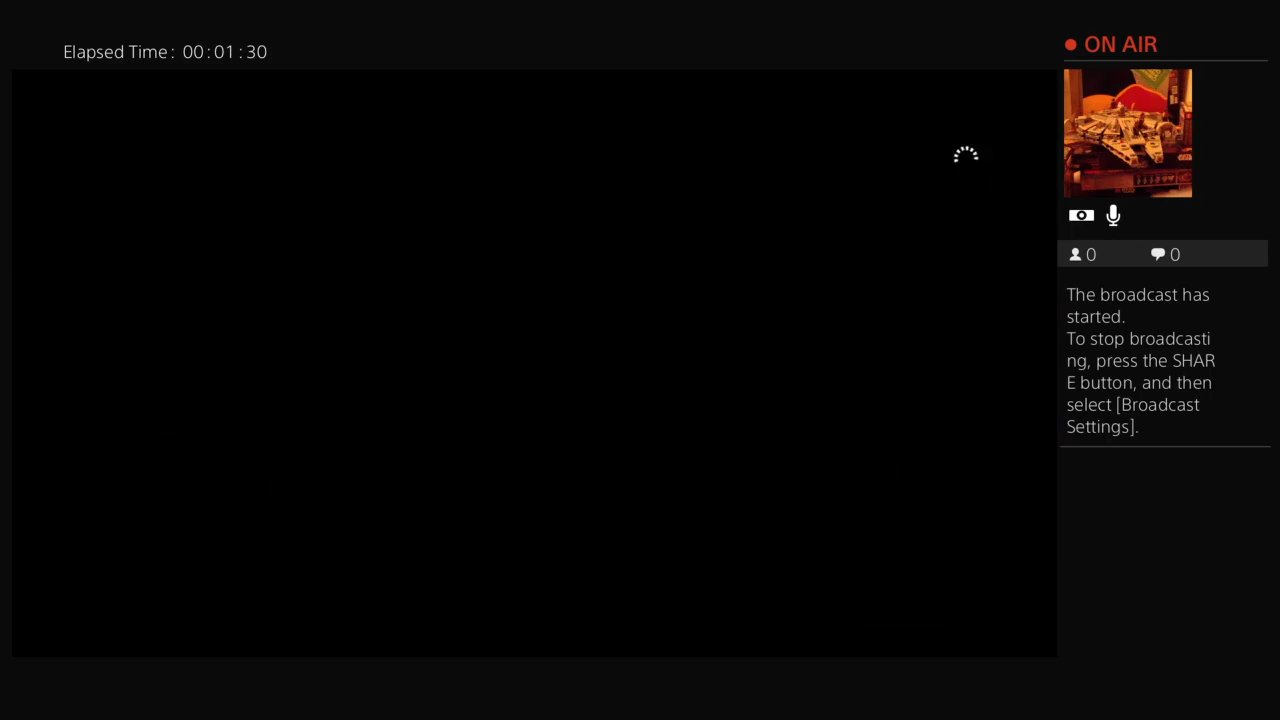 Elapsed Time: 00:01:30
ON AIR
0 0
The broadcast has
started.
To stop broadcasti
ng, press the SHAR
E button, and then
select [Broadcast
Settings].